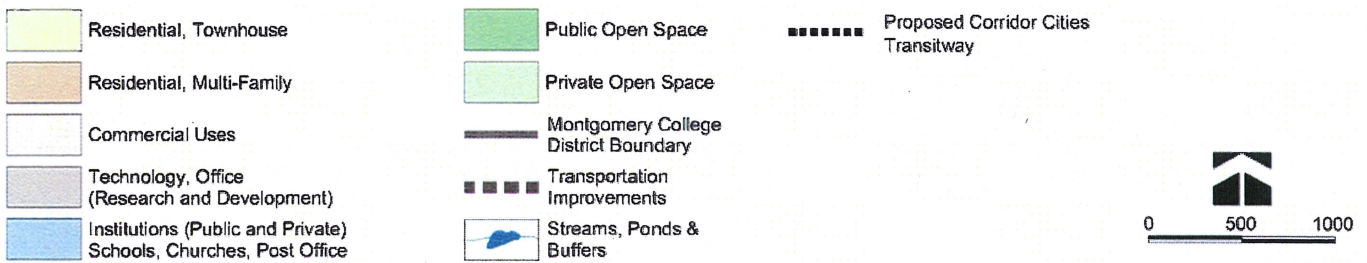 Residential, Townhouse
Residential, Multi-Family
Commercial Uses
Technology, Office
(Research and Development)
Institutions (Public and Private)
Schools, Churches, Post Office
Public Open Space
Private Open Space
Montgomery College
District Boundary
Transportation
Improvements
Streams, Ponds &
Buffers
Proposed Corridor Cities
Transitway
0 500 1000